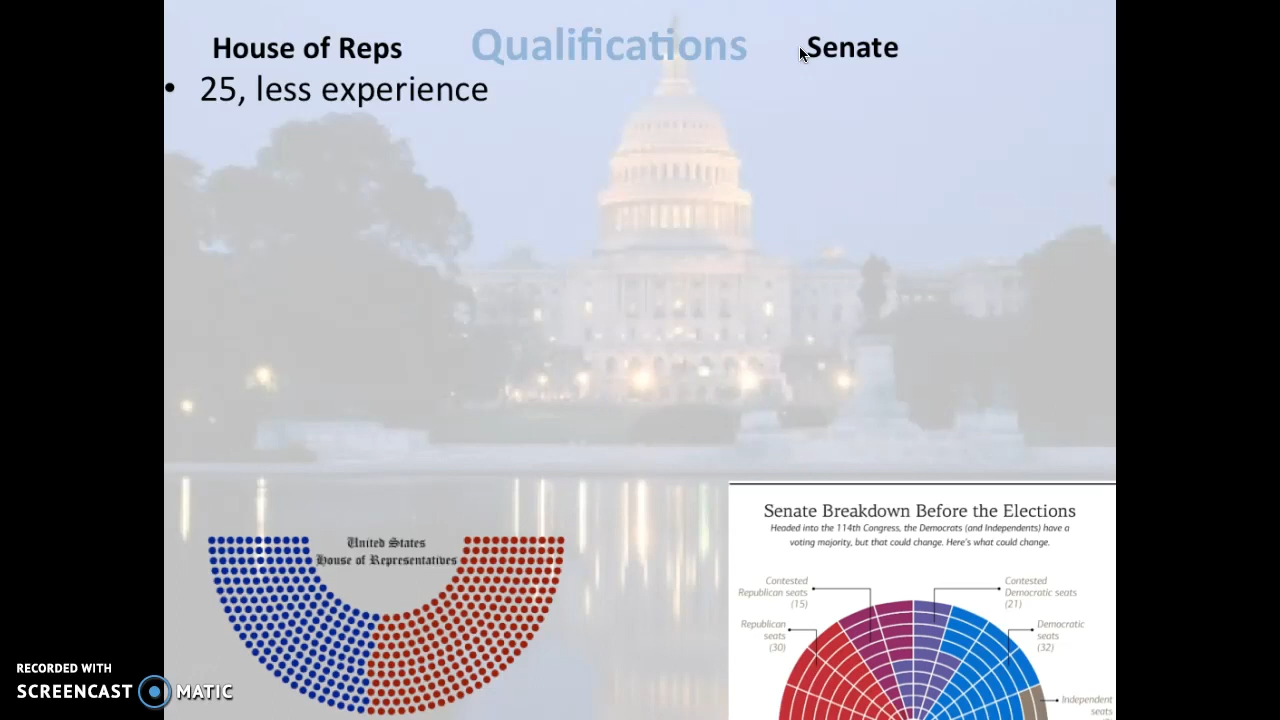 House of Reps
Qualifications
Senate
• 25, less experience
United States
House of Representatives
Senate Breakdown Before the Elections
Headed into the 114th Congress, the Democrats (and Independents) have a
voting majority, but that could change. Here's what could change.
Contested
Republican seats
(15)
Contested
Democratic seats
(21)
Republican
seats
(30)
Democratic
seats
(32)
Independent
seats
RECORDED WITH
SCREENCAST MATIC